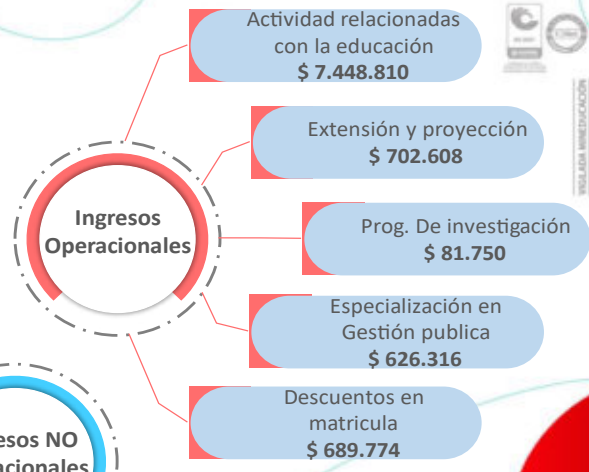 Actividad relacionadas
con la educación
$ 7.448.810
Extensión y proyección
$ 702.608
Ingresos
Operacionales
Prog. De investigación
$ 81.750
Especialización en
Gestión publica
$ 626.316
Descuentos en
matricula
$ 689.774
esos NO
acionales
VIGILADA MINEDUCACIÓN